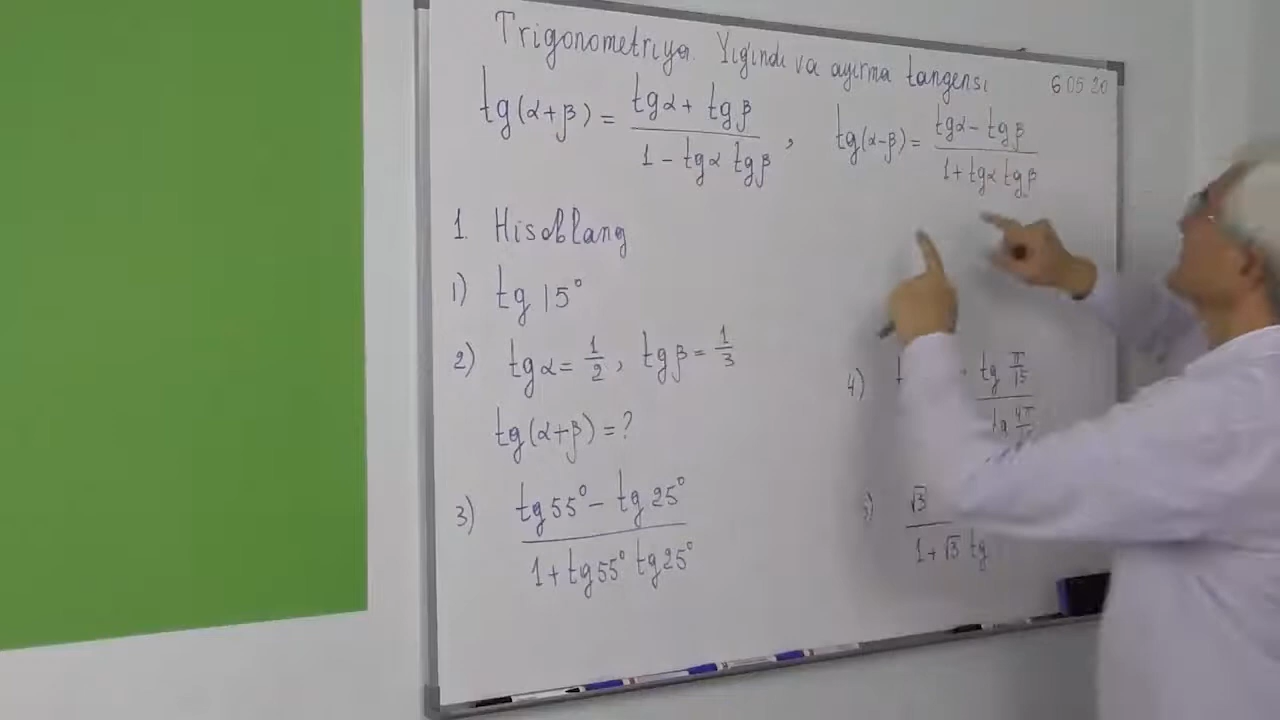 Trigonometriya. Yig'indi va ayirma tangensi 6 05 20
tg(α+β) = (tgα + tgβ)/(1 - tgα tgβ) , tg(α-β) = (tgα - tgβ)/(1 + tgα tgβ)
1. Hisoblang
1) tg 15°
2) tgα = 1/2 , tgβ = 1/3
tg(α+β) = ?
3) (tg 55° - tg 25°)/(1 + tg 55° tg 25°)
4) t tg π/15
tg 4π
√3
1 + √3 tg